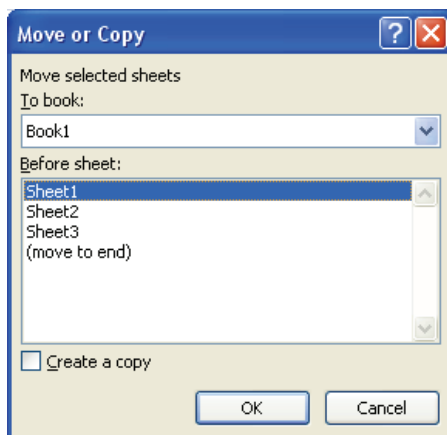 Move or Copy
Move selected sheets
To book:
Book1
Before sheet:
Sheet1
Sheet2
Sheet3
(move to end)
Create a copy
OK Cancel